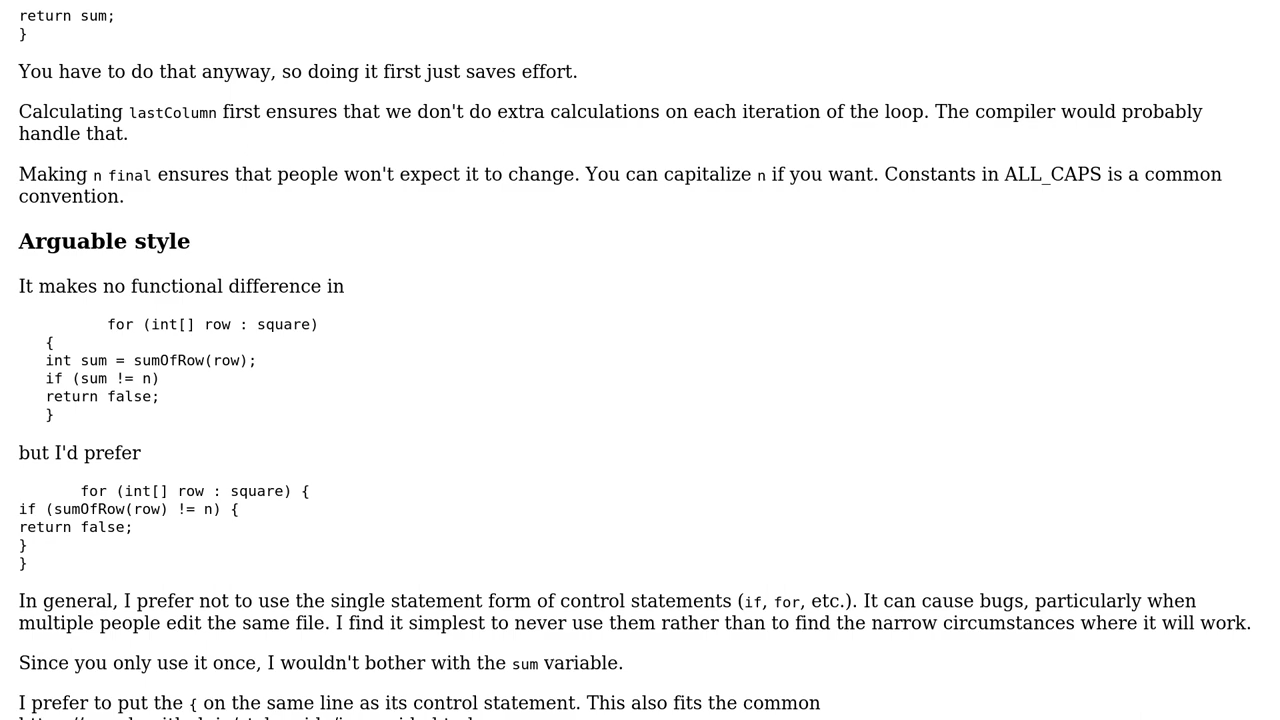 return sum;
}
You have to do that anyway, so doing it first just saves effort.
Calculating lastColumn first ensures that we don't do extra calculations on each iteration of the loop. The compiler would probably
handle that.
Making n final ensures that people won't expect it to change. You can capitalize n if you want. Constants in ALL_CAPS is a common
convention.
Arguable style
It makes no functional difference in
for (int[] row : square)
{
int sum = sumOfRow(row);
if (sum != n)
return false;
}
but I'd prefer
for (int[] row : square) {
if (sumOfRow(row) != n) {
return false;
}
}
In general, I prefer not to use the single statement form of control statements (if, for, etc.). It can cause bugs, particularly when
multiple people edit the same file. I find it simplest to never use them rather than to find the narrow circumstances where it will work.
Since you only use it once, I wouldn't bother with the sum variable.
I prefer to put the { on the same line as its control statement. This also fits the common